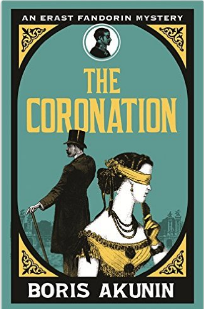 AN ERAST FANDORIN MYSTERY
THE
CORONATION
BORIS AKUNIN